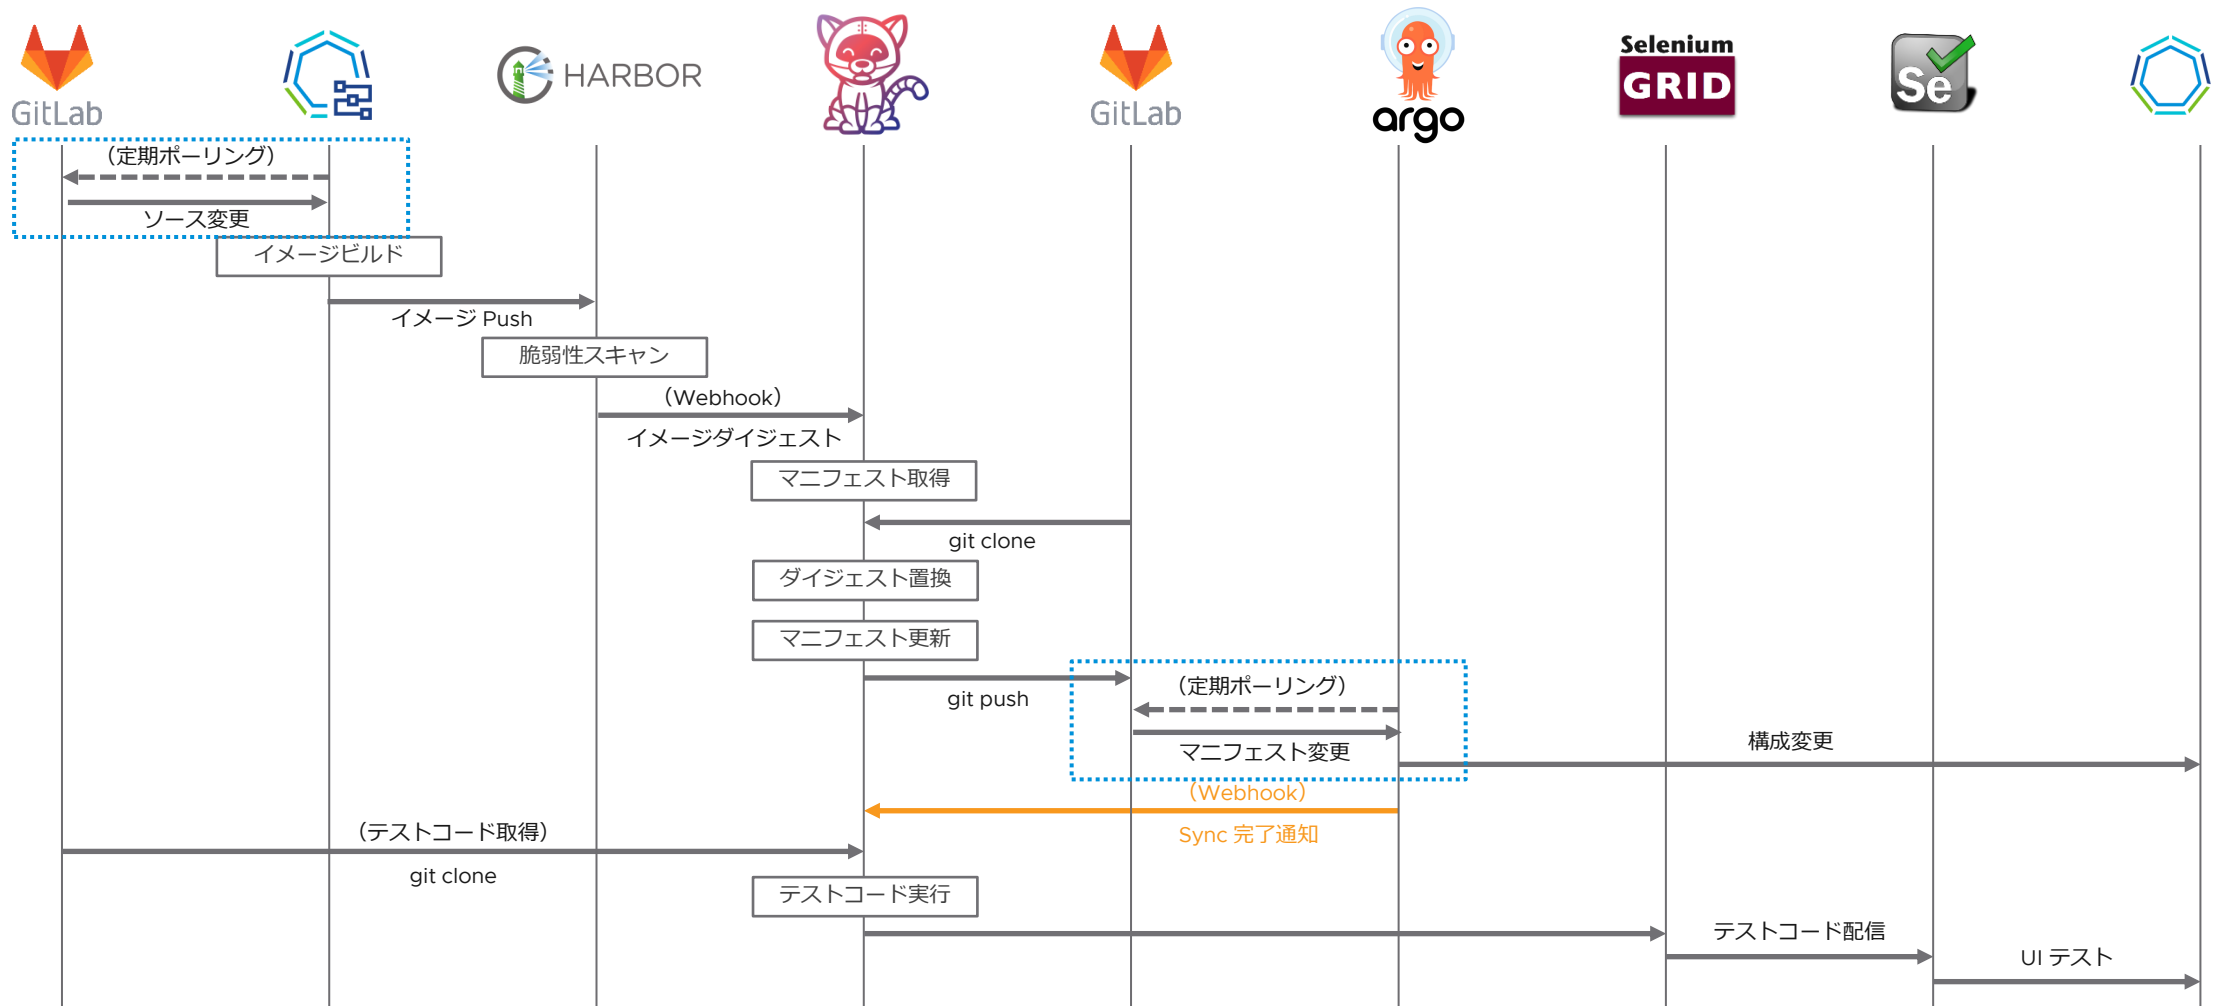 GitLab
HARBOR
GitLab
argo
Selenium
GRID
Se
（定期ポーリング）
ソース変更
イメージビルド
イメージ Push
脆弱性スキャン
（Webhook）
イメージダイジェスト
マニフェスト取得
git clone
ダイジェスト置換
マニフェスト更新
git push
（定期ポーリング）
マニフェスト変更
構成変更
（Webhook）
Sync 完了通知
（テストコード取得）
git clone
テストコード実行
テストコード配信
UI テスト